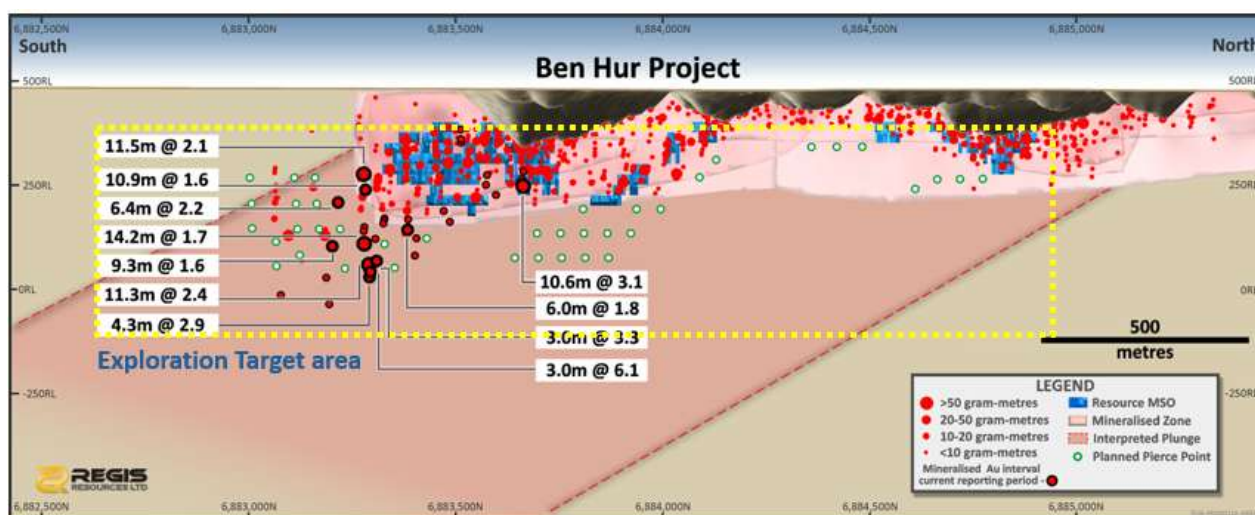 6,882,500N 6,883,000N 6,883,500N 6,884,000N 6,884,500N 6,885,000N
South North
Ben Hur Project
500RL 500RL
11.5m @ 2.1
10.9m @ 1.6
250RL 250RL
6.4m @ 2.2
14.2m @ 1.7
9.3m @ 1.6
10.6m @ 3.1
0RL 0RL
11.3m @ 2.4
6.0m @ 1.8
4.3m @ 2.9
3.0m @ 3.3
500
metres
Exploration Target area
3.0m @ 6.1
-250RL -250RL
LEGEND
>50 gram-metres Resource MSO
20-50 gram-metres Mineralised Zone
10-20 gram-metres Interpreted Plunge
<10 gram-metres Planned Pierce Point
Mineralised Au interval
current reporting period -
REGIS
RESOURCES LTD
6,882,500N 6,883,000N 6,883,500N 6,884,000N 6,884,500N 6,885,000N